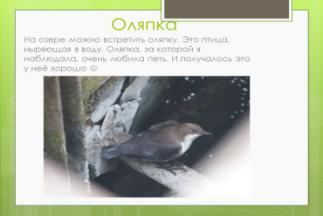 Оляпка
На озере можно встретить оляпку. Это птица,
ныряющая в воду. Оляпка, за которой я
наблюдала, очень любила петь. И получалось это
у неё хорошо ☺